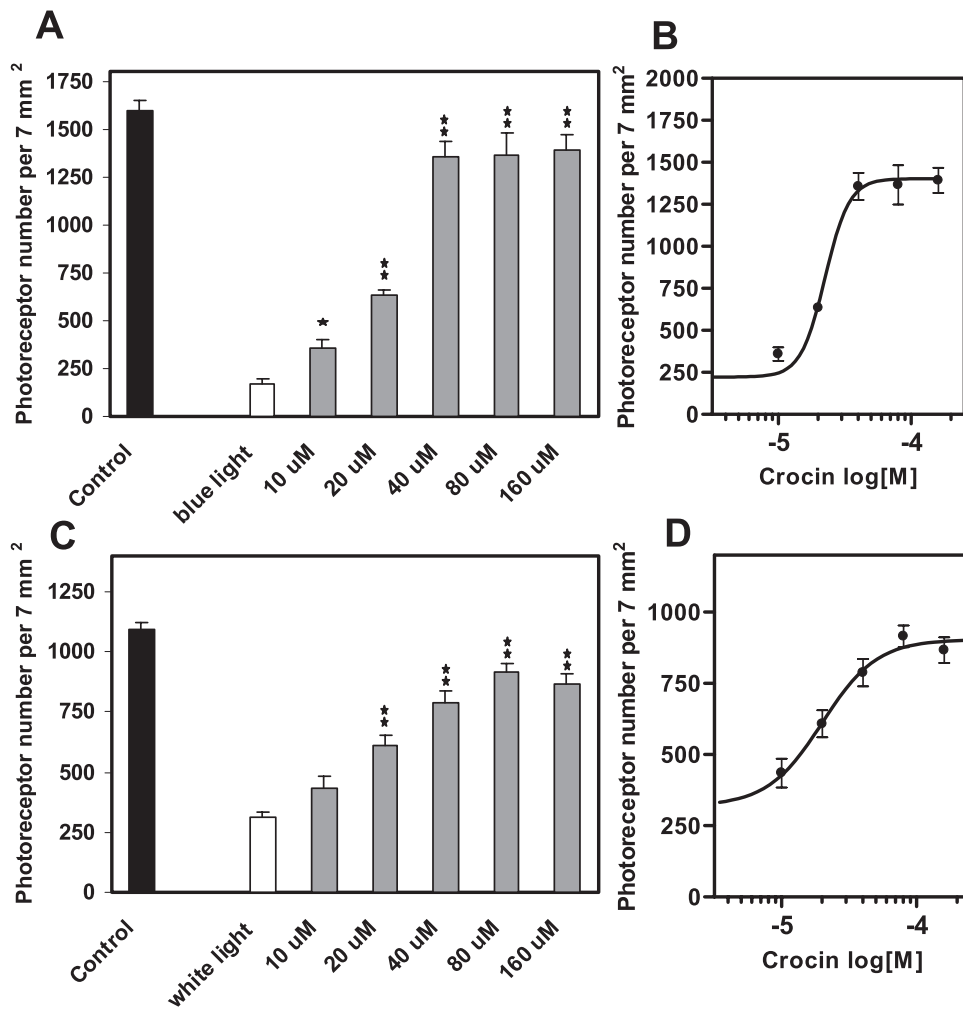 A
Photoreceptor number per 7 mm²
1750
1500
1250
1000
750
500
250
0
Control
blue light
10 uM
20 uM
40 uM
80 uM
160 uM
B
Photoreceptor number per 7 mm²
2000
1750
1500
1250
1000
750
500
250
0
-5
-4
Crocin log[M]
C
Photoreceptor number per 7 mm²
1250
1000
750
500
250
0
Control
white light
10 uM
20 uM
40 uM
80 uM
160 uM
D
Photoreceptor number per 7 mm²
1000
750
500
250
0
-5
-4
Crocin log[M]